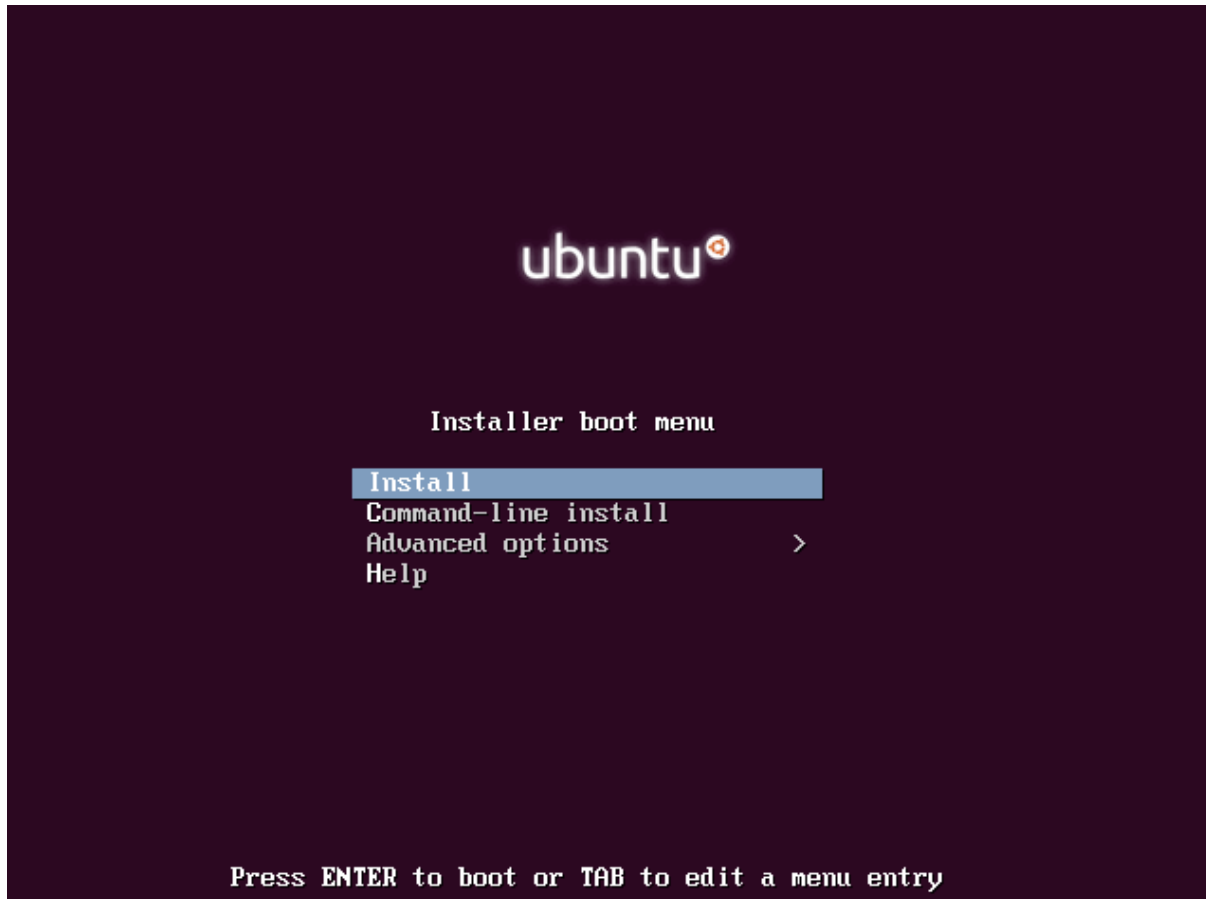 ubuntu
Installer boot menu
Install
Command-line install
Advanced options >
Help
Press ENTER to boot or TAB to edit a menu entry